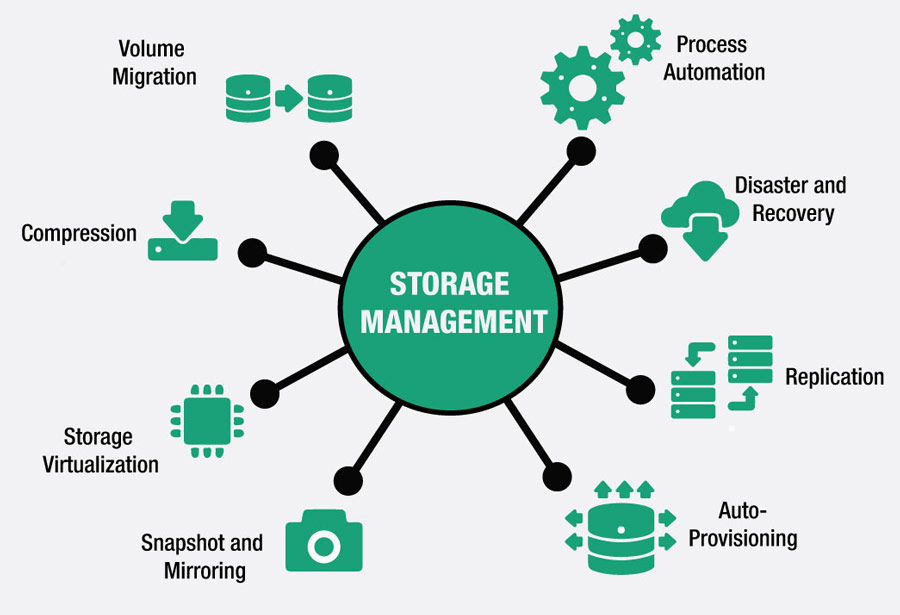 Volume
Migration
Process
Automation
Disaster and
Recovery
Compression
STORAGE
MANAGEMENT
Replication
Storage
Virtualization
Auto-
Provisioning
Snapshot and
Mirroring